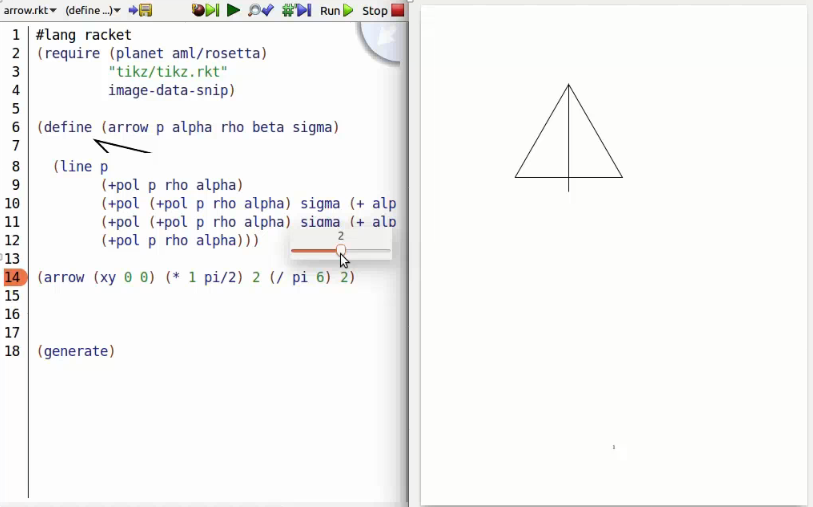 arrow.rkt (define ...) Run Stop
1 #lang racket
2 (require (planet aml/rosetta)
3 "tikz/tikz.rkt"
4 image-data-snip)
5
6 (define (arrow p alpha rho beta sigma)
7
8 (line p
9 (+pol p rho alpha)
10 (+pol (+pol p rho alpha) sigma (+ alp
11 (+pol (+pol p rho alpha) sigma (+ alp
12 (+pol p rho alpha)))
2
13
14 (arrow (xy 0 0) (* 1 pi/2) 2 (/ pi 6) 2)
15
16
17
18 (generate)
1